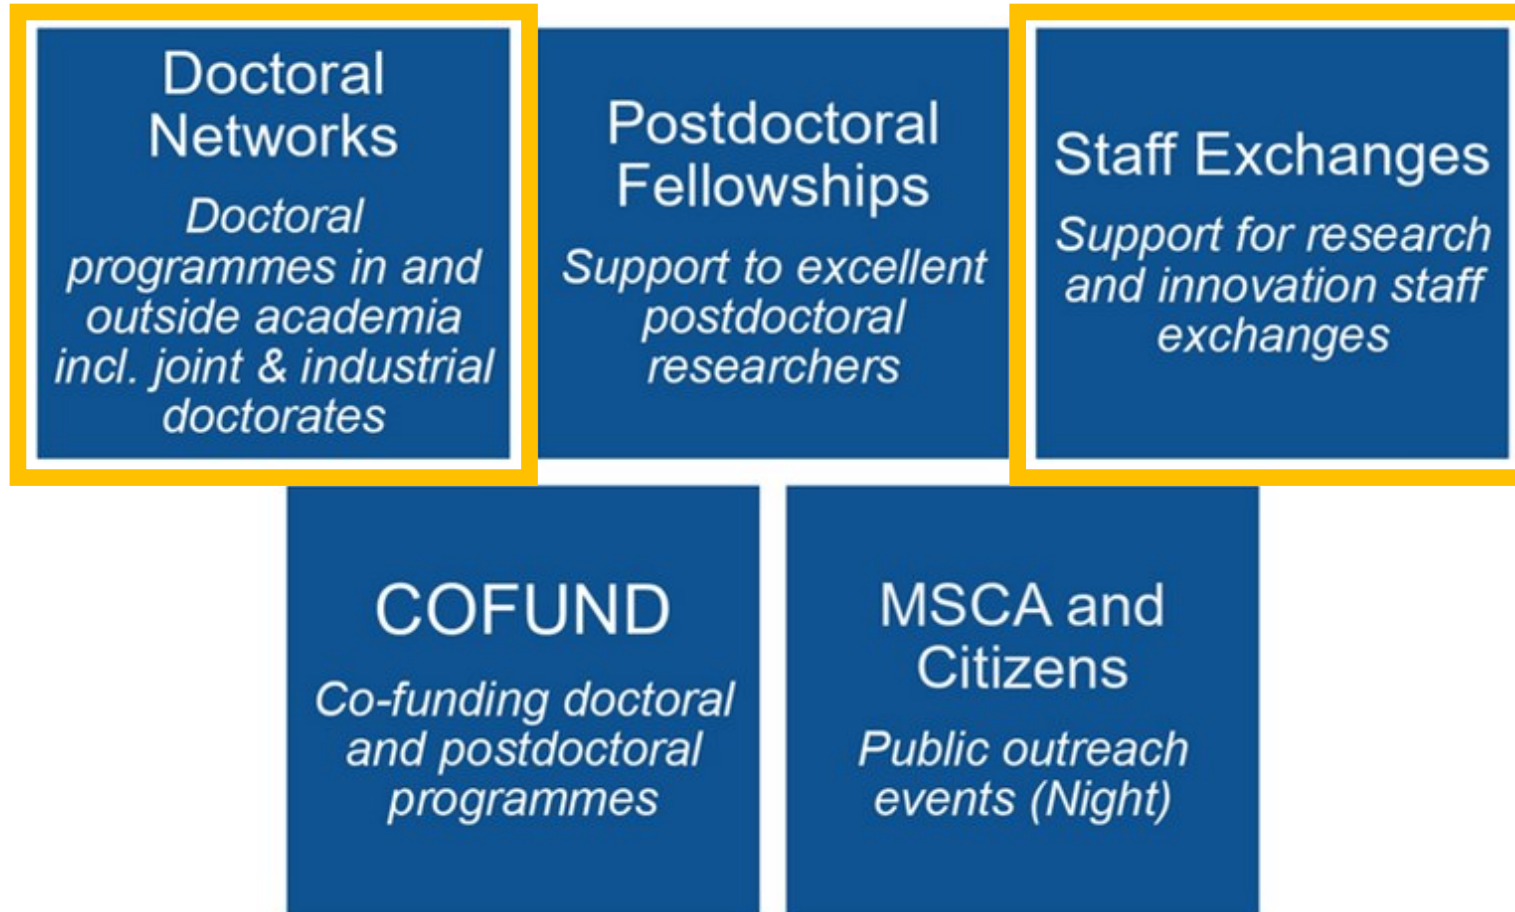 Doctoral
Networks
Doctoral
programmes in and
outside academia
incl. joint & industrial
doctorates
Postdoctoral
Fellowships
Support to excellent
postdoctoral
researchers
Staff Exchanges
Support for research
and innovation staff
exchanges
COFUND
Co-funding doctoral
and postdoctoral
programmes
MSCA and
Citizens
Public outreach
events (Night)